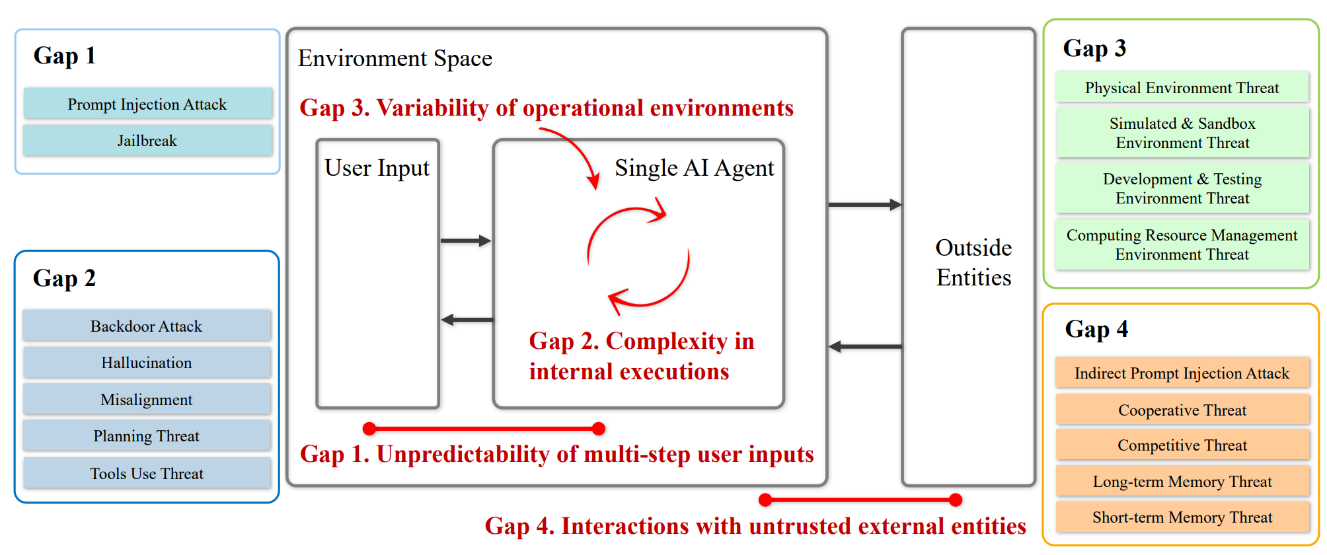 Gap 1
Prompt Injection Attack
Jailbreak
Gap 2
Backdoor Attack
Hallucination
Misalignment
Planning Threat
Tools Use Threat
Environment Space
Gap 3. Variability of operational environments
User Input
Single AI Agent
Gap 2. Complexity in
internal executions
Gap 1. Unpredictability of multi-step user inputs
Outside
Entities
Gap 4. Interactions with untrusted external entities
Gap 3
Physical Environment Threat
Simulated & Sandbox
Environment Threat
Development & Testing
Environment Threat
Computing Resource Management
Environment Threat
Gap 4
Indirect Prompt Injection Attack
Cooperative Threat
Competitive Threat
Long-term Memory Threat
Short-term Memory Threat